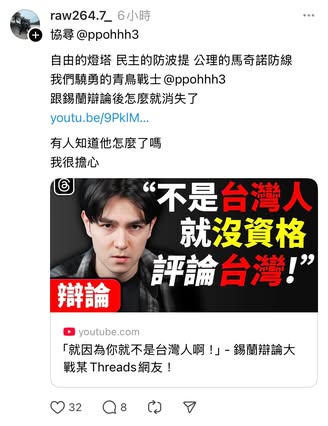 raw264.7_ 6小時
協尋 @ppohhh3
自由的燈塔 民主的防波提 公理的馬奇諾防線
我們驍勇的青鳥戰士 @ppohhh3
跟錫蘭辯論後怎麼就消失了
youtu.be/9PkIM...
有人知道他怎麼了嗎
我很擔心
“不是台灣人
就沒資格
評論台灣!”
辯論
youtube.com
「就因為你就不是台灣人啊！」- 錫蘭辯論大
戰某 Threads 網友！
32 8